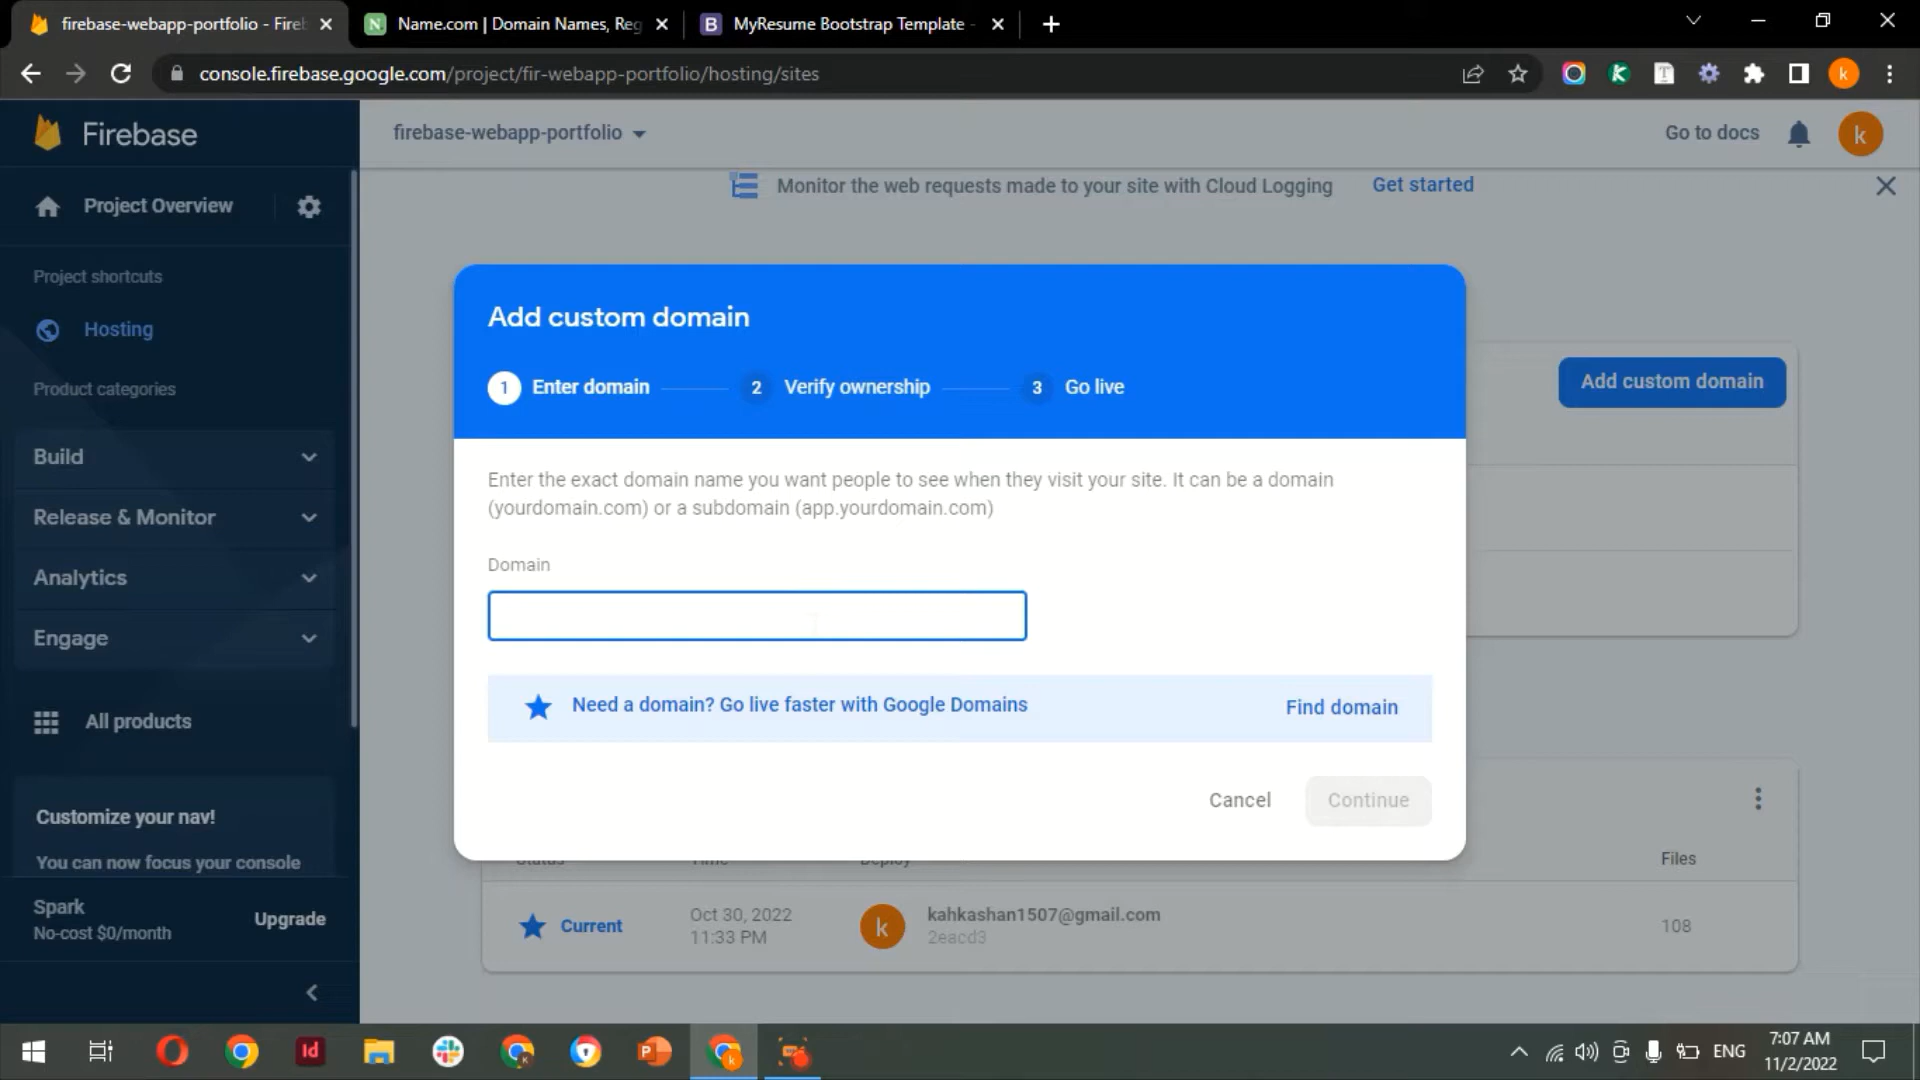 firebase-webapp-portfolio - Fireb
Name.com | Domain Names, Reg
B MyResume Bootstrap Template -
console.firebase.google.com/project/fir-webapp-portfolio/hosting/sites
k
Firebase
firebase-webapp-portfolio
Go to docs
k
Project Overview
Monitor the web requests made to your site with Cloud Logging
Get started
Project shortcuts
Hosting
Product categories
Build
Release & Monitor
Analytics
Engage
All products
Customize your nav!
You can now focus your console
Spark
No-cost $0/month
Upgrade
Add custom domain
Add custom domain
1 Enter domain
2 Verify ownership
3 Go live
Enter the exact domain name you want people to see when they visit your site. It can be a domain
(yourdomain.com) or a subdomain (app.yourdomain.com)
Domain
Need a domain? Go live faster with Google Domains
Find domain
Cancel
Continue
Status
Time
Deploy
Files
Current
Oct 30, 2022
11:33 PM
k
kahkashan1507@gmail.com
2eacd3
108
Id
ENG
7:07 AM
11/2/2022